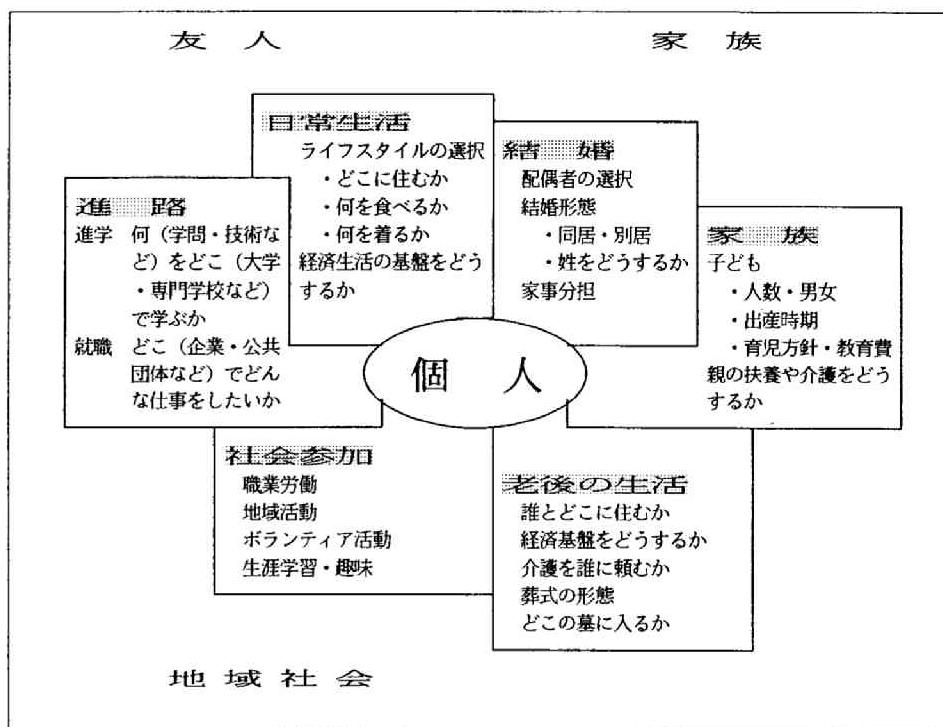 友 人
家 族
日常生活
ライフスタイルの選択
・どこに住むか
・何を食べるか
・何を着るか
経済生活の基盤をどう
するか
結 婚
配偶者の選択
結婚形態
・同居・別居
・姓をどうするか
家事分担
進 路
進学 何（学問・技術な
ど）をどこ（大学
・専門学校など）
で学ぶか
就職 どこ（企業・公共
団体など）でどん
な仕事をしたいか
家 族
子ども
・人数・男女
・出産時期
・育児方針・教育費
親の扶養や介護をどう
するか
個 人
社会参加
職業労働
地域活動
ボランティア活動
生涯学習・趣味
老後の生活
誰とどこに住むか
経済基盤をどうするか
介護を誰に頼むか
葬式の形態
どこの墓に入るか
地域社会